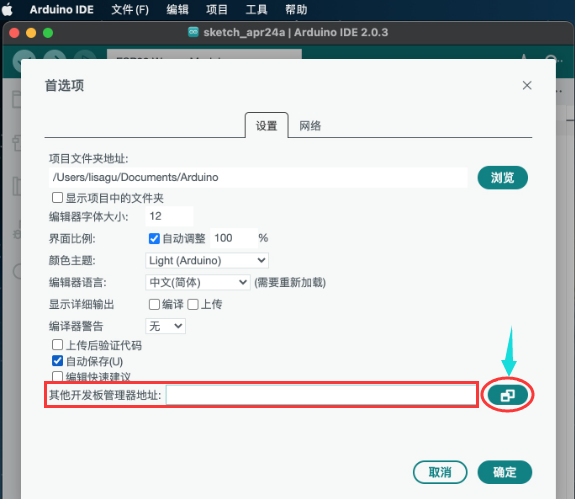 Arduino IDE 文件(F) 编辑 项目 工具 帮助
sketch_apr24a | Arduino IDE 2.0.3
首选项
设置 网络
项目文件夹地址:
/Users/lisagu/Documents/Arduino 浏览
显示项目中的文件夹
编辑器字体大小: 12
界面比例: 自动调整 100 %
颜色主题: Light (Arduino)
编辑器语言: 中文(简体) (需要重新加载)
显示详细输出 编译 上传
编译器警告 无
上传后验证代码
自动保存(U)
编辑快速建议
其他开发板管理器地址:
取消 确定